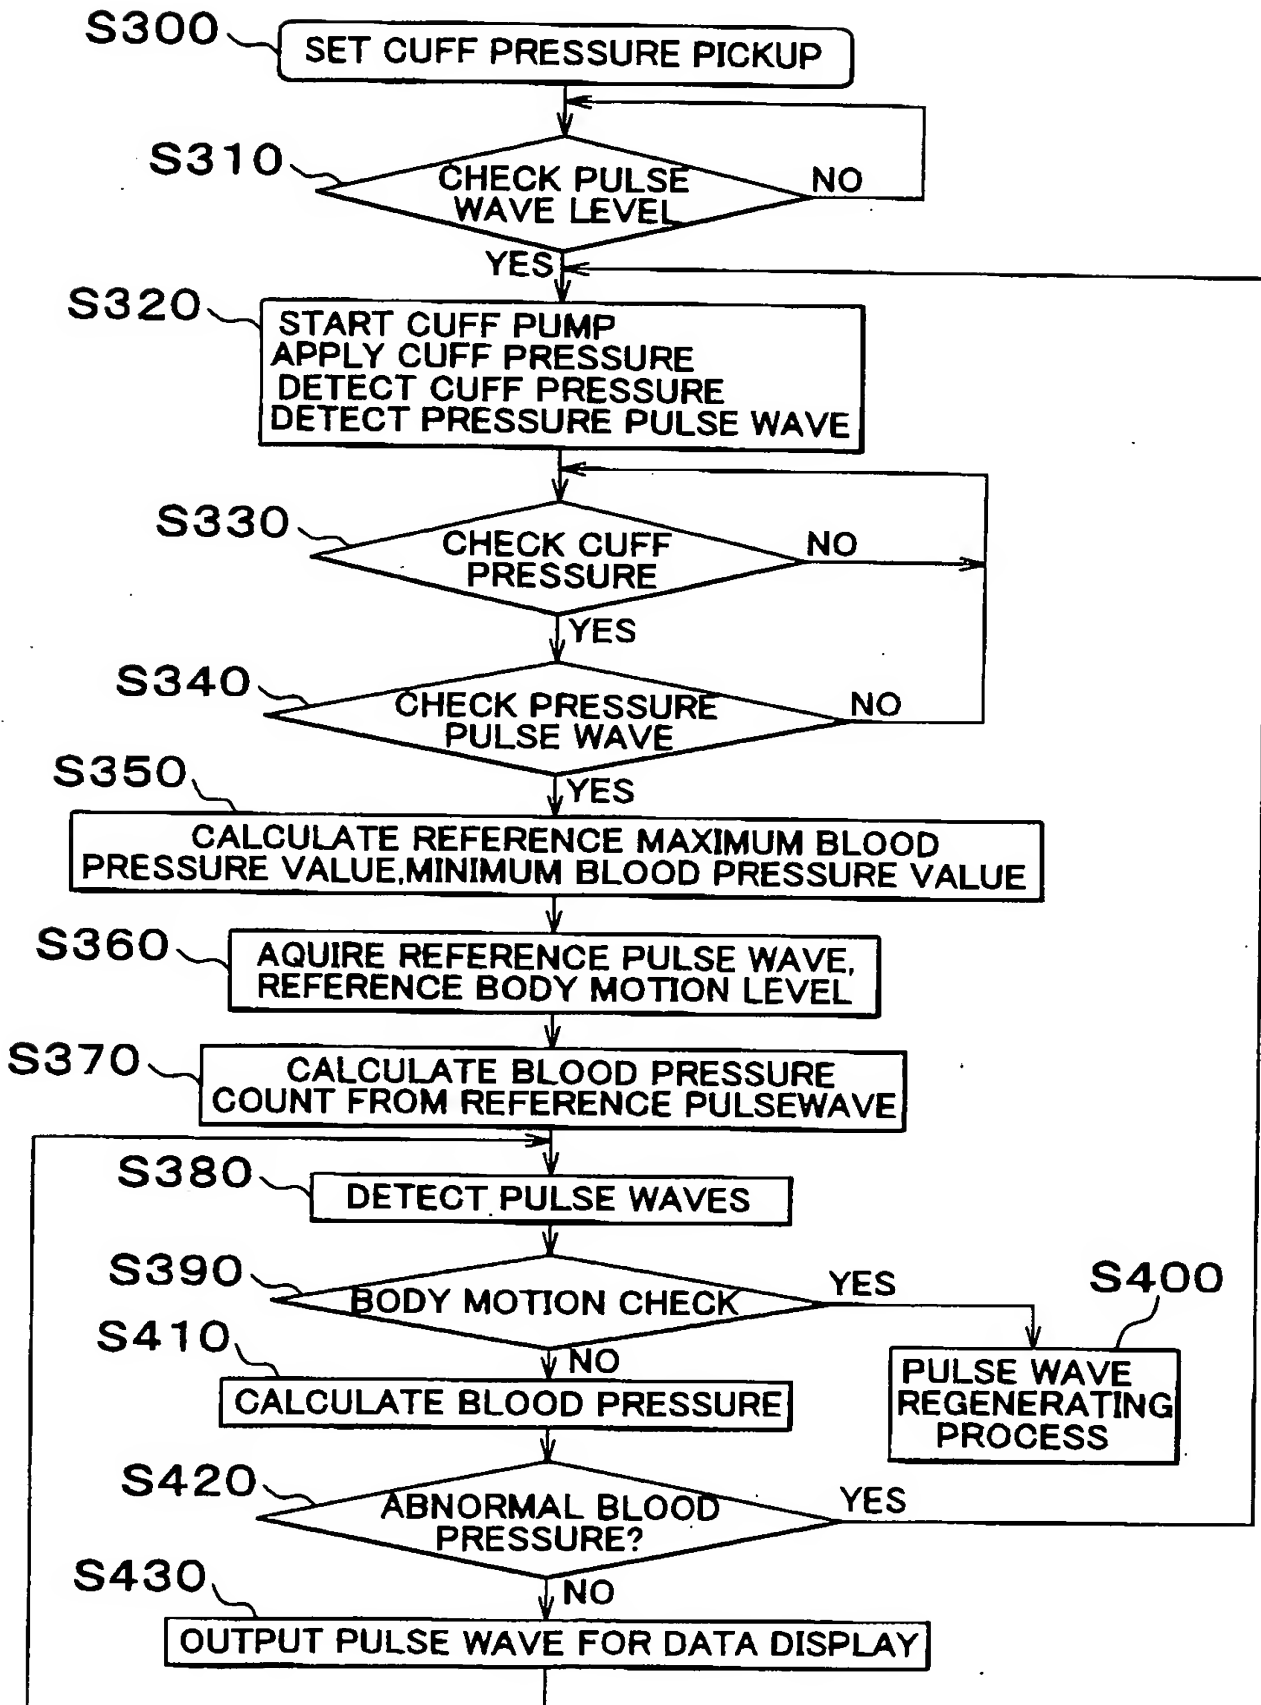 S300
SET CUFF PRESSURE PICKUP
S310
CHECK PULSE
WAVE LEVEL
NO
YES
S320
START CUFF PUMP
APPLY CUFF PRESSURE
DETECT CUFF PRESSURE
DETECT PRESSURE PULSE WAVE
S330
CHECK CUFF
PRESSURE
NO
YES
S340
CHECK PRESSURE
PULSE WAVE
NO
YES
S350
CALCULATE REFERENCE MAXIMUM BLOOD
PRESSURE VALUE,MINIMUM BLOOD PRESSURE VALUE
S360
AQUIRE REFERENCE PULSE WAVE,
REFERENCE BODY MOTION LEVEL
S370
CALCULATE BLOOD PRESSURE
COUNT FROM REFERENCE PULSEWAVE
S380
DETECT PULSE WAVES
S390
BODY MOTION CHECK
YES
S400
NO
PULSE WAVE
REGENERATING
PROCESS
S410
CALCULATE BLOOD PRESSURE
S420
ABNORMAL BLOOD
PRESSURE?
YES
NO
S430
OUTPUT PULSE WAVE FOR DATA DISPLAY